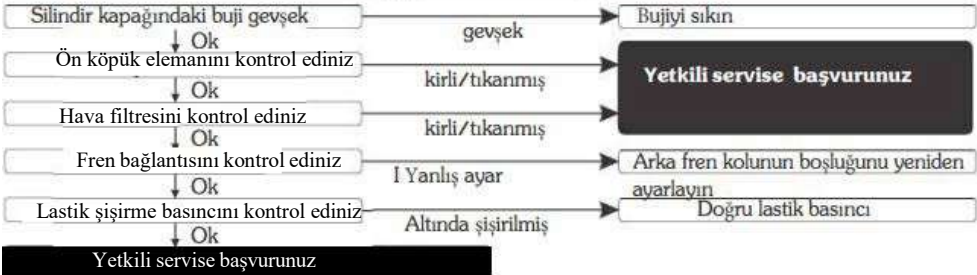 Silindir kapağındaki buji gevşek
gevşek
Bujiyi sıkın
Ok
Ön köpük elemanını kontrol ediniz
kirli/tıkanmış
Yetkili servise başvurunuz
Ok
Hava filtresini kontrol ediniz
kirli/tıkanmış
Ok
Fren bağlantısını kontrol ediniz
I Yanlış ayar
Arka fren kolunun boşluğunu yeniden
ayarlayın
Ok
Lastik şişirme basıncını kontrol ediniz
Altında şişirilmiş
Doğru lastik basıncı
Ok
Yetkili servise başvurunuz